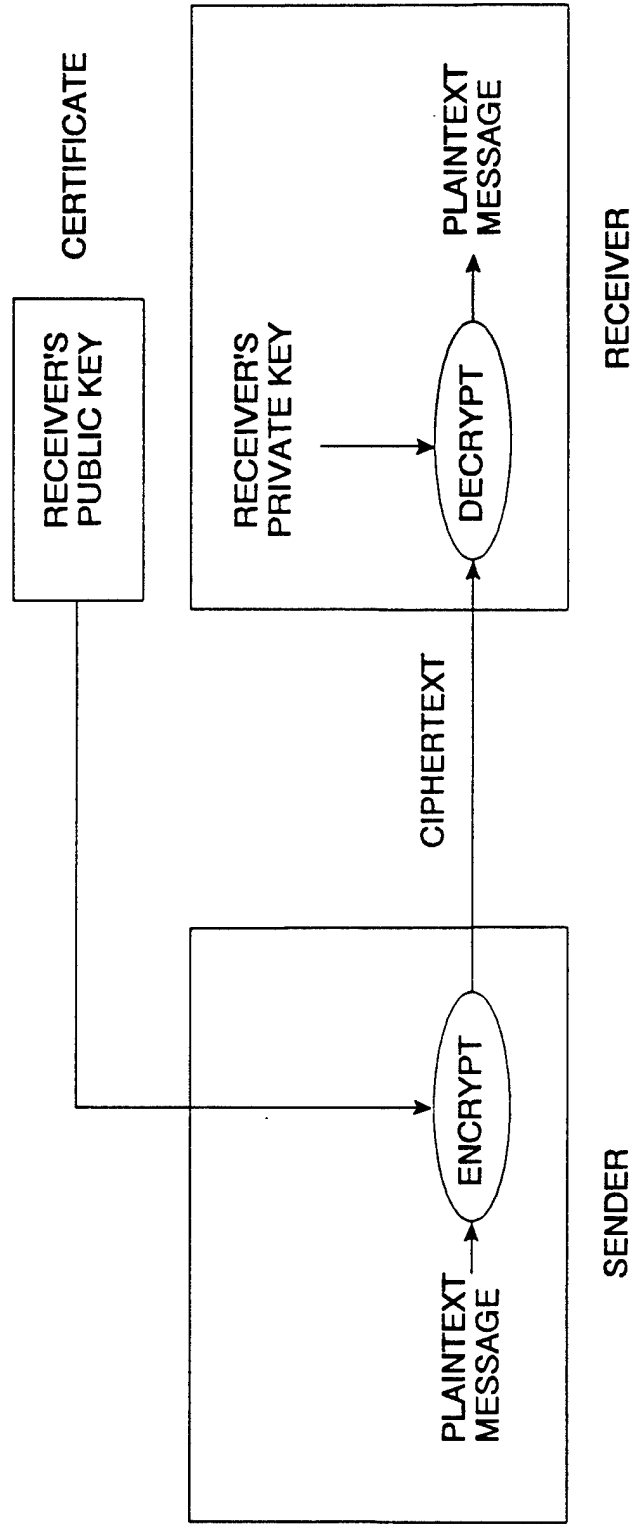 RECEIVER'S
PUBLIC KEY
CERTIFICATE
PLAINTEXT
MESSAGE
ENCRYPT
CIPHERTEXT
RECEIVER'S
PRIVATE KEY
DECRYPT
PLAINTEXT
MESSAGE
SENDER
RECEIVER